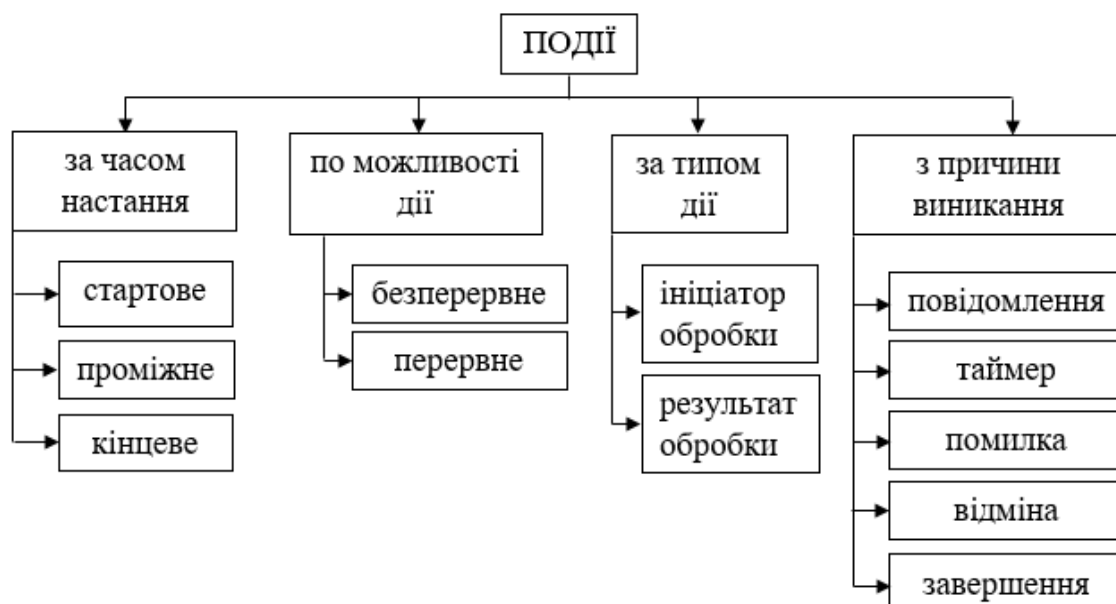 ПОДІЇ
за часом
настання
стартове
проміжне
кінцеве
по можливості
дії
безперервне
перервне
за типом
дії
ініціатор
обробки
результат
обробки
з причини
виникання
повідомлення
таймер
помилка
відміна
завершення